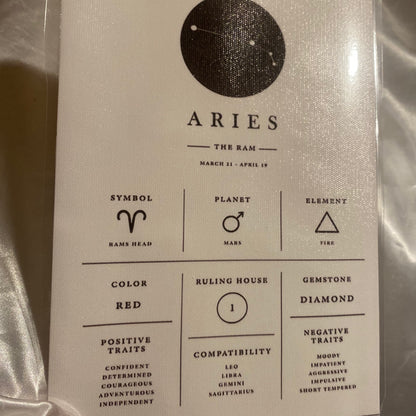 ARIES
THE RAM
MARCH 21 - APRIL 19
SYMBOL
RAMS HEAD
PLANET
MARS
ELEMENT
FIRE
COLOR
RED
RULING HOUSE
1
GEMSTONE
DIAMOND
POSITIVE
TRAITS
CONFIDENT
DETERMINED
COURAGEOUS
ADVENTUROUS
INDEPENDENT
COMPATIBILITY
LEO
LIBRA
GEMINI
SAGITTARIUS
NEGATIVE
TRAITS
MOODY
IMPATIENT
AGGRESSIVE
IMPULSIVE
SHORT TEMPERED